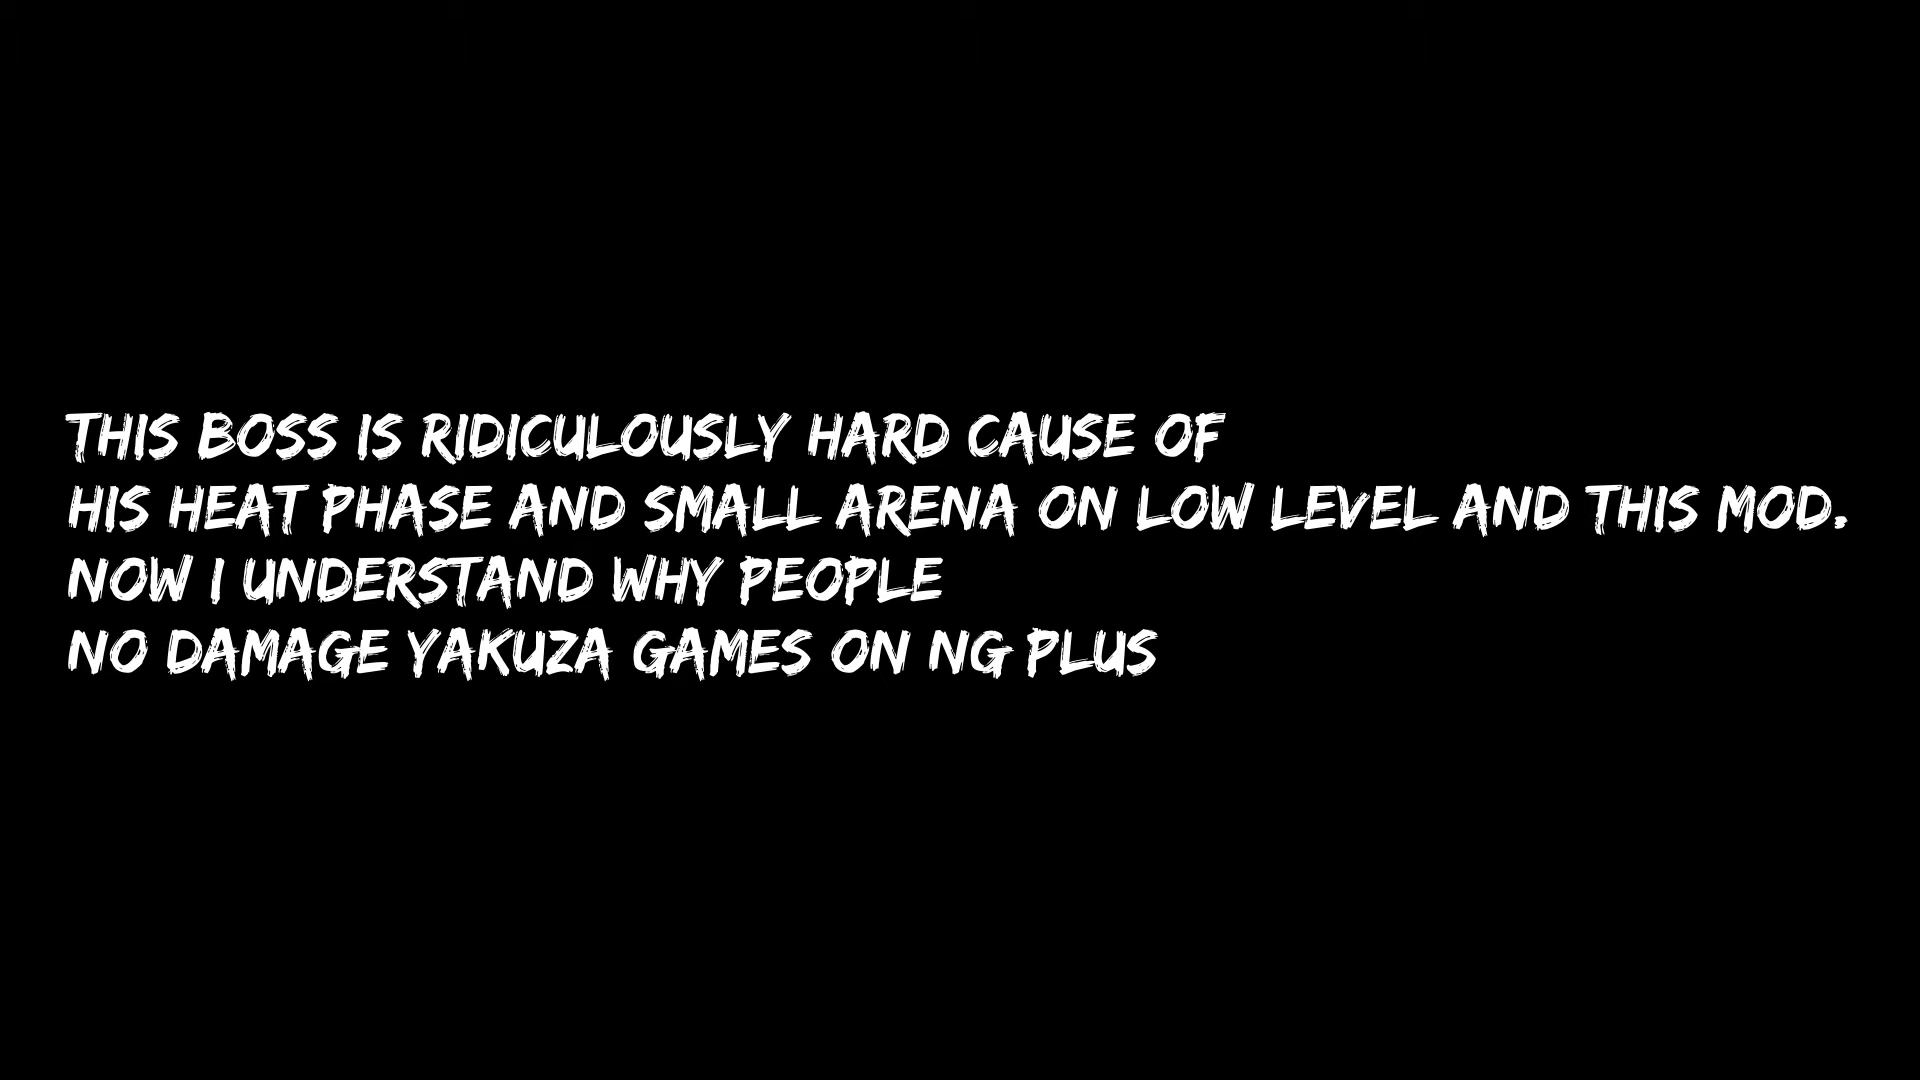 THIS BOSS IS RIDICULOUSLY HARD CAUSE OF
HIS HEAT PHASE AND SMALL ARENA ON LOW LEVEL AND THIS MOD.
NOW I UNDERSTAND WHY PEOPLE
NO DAMAGE YAKUZA GAMES ON NG PLUS